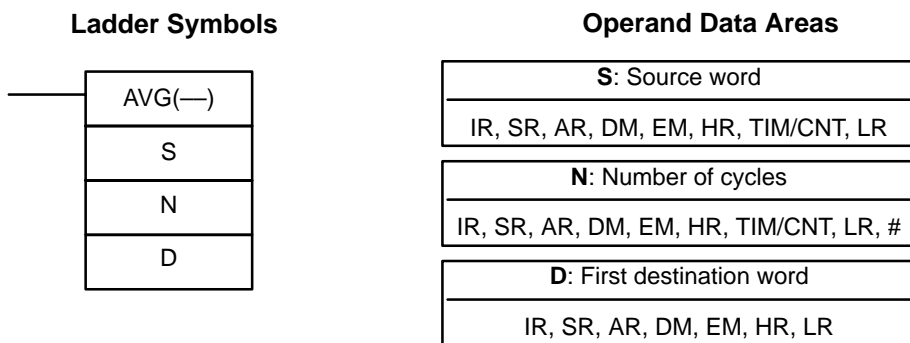 Ladder Symbols
AVG(––)
S
N
D
Operand Data Areas
S: Source word
IR, SR, AR, DM, EM, HR, TIM/CNT, LR
N: Number of cycles
IR, SR, AR, DM, EM, HR, TIM/CNT, LR, #
D: First destination word
IR, SR, AR, DM, EM, HR, LR